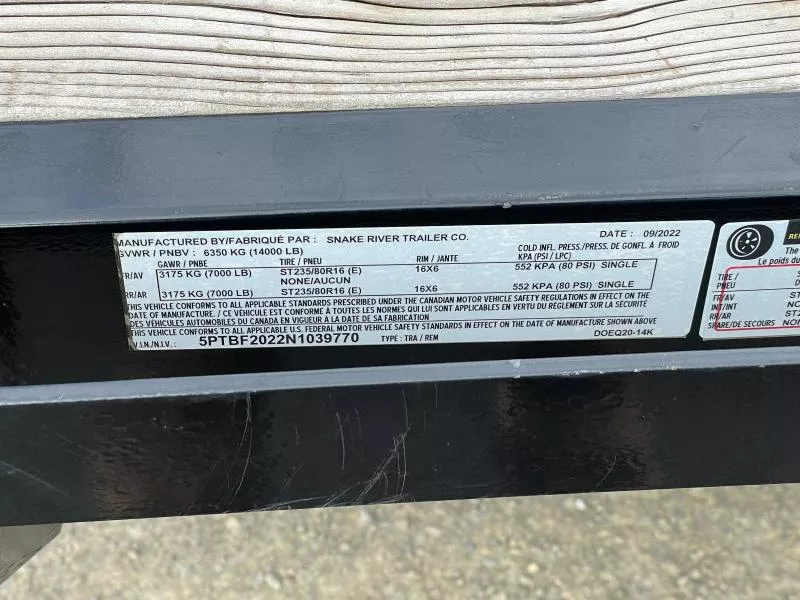 MANUFACTURED BY/FABRIQUÉ PAR : SNAKE RIVER TRAILER CO. DATE : 09/2022
GVWR / PNBV : 6350 KG (14000 LB) COLD INFL. PRESS./PRESS. DE GONFL. À FROID
GAWR / PNBE TIRE / PNEU RIM / JANTE KPA (PSI / LPC)
FR/AV 3175 KG (7000 LB) ST235/80R16 (E) 16X6 552 KPA (80 PSI) SINGLE
NONE/AUCUN
RR/AR 3175 KG (7000 LB) ST235/80R16 (E) 16X6 552 KPA (80 PSI) SINGLE
THIS VEHICLE CONFORMS TO ALL APPLICABLE STANDARDS PRESCRIBED UNDER THE CANADIAN MOTOR VEHICLE SAFETY REGULATIONS IN EFFECT ON THE
DATE OF MANUFACTURE. / CE VÉHICULE EST CONFORME À TOUTES LES NORMES QUI LUI SONT APPLICABLES EN VERTU DU RÈGLEMENT SUR LA SÉCURITÉ
DES VÉHICULES AUTOMOBILES DU CANADA EN VIGUEUR À LA DATE DE SA FABRICATION
THIS VEHICLE CONFORMS TO ALL APPLICABLE U.S. FEDERAL MOTOR VEHICLE SAFETY STANDARDS IN EFFECT ON THE DATE OF MANUFACTURE SHOWN ABOVE
V.I.N./N.I.V.: 5PTBF2022N1039770 TYPE : TRA / REM DOEQ20-14K
The
Le poids du
TIRE /
PNEU
FR/AV
INT/INT
RR/AR
SPARE/DE SECOURS